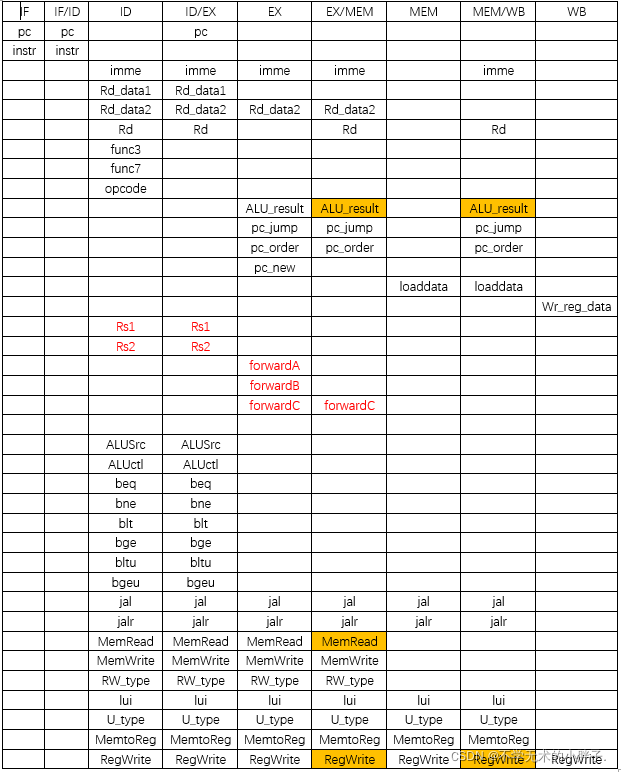 IF IF/ID ID ID/EX EX EX/MEM MEM MEM/WB WB
pc pc pc
instr instr
imme imme imme imme imme
Rd_data1 Rd_data1
Rd_data2 Rd_data2 Rd_data2 Rd_data2
Rd Rd Rd Rd
func3
func7
opcode
ALU_result ALU_result ALU_result
pc_jump pc_jump pc_jump
pc_order pc_order pc_order
pc_new
loaddata loaddata
Wr_reg_data
Rs1 Rs1
Rs2 Rs2
forwardA
forwardB
forwardC forwardC
ALUSrc ALUSrc
ALUctl ALUctl
beq beq
bne bne
blt blt
bge bge
bltu bltu
bgeu bgeu
jal jal jal jal jal jal
jalr jalr jalr jalr jalr jalr
MemRead MemRead MemRead MemRead
MemWrite MemWrite MemWrite MemWrite
RW_type RW_type RW_type RW_type
lui lui lui lui lui lui
U_type U_type U_type U_type U_type U_type
MemtoReg MemtoReg MemtoReg MemtoReg MemtoReg MemtoReg
RegWrite RegWrite RegWrite RegWrite RegWrite RegWrite
CSDN